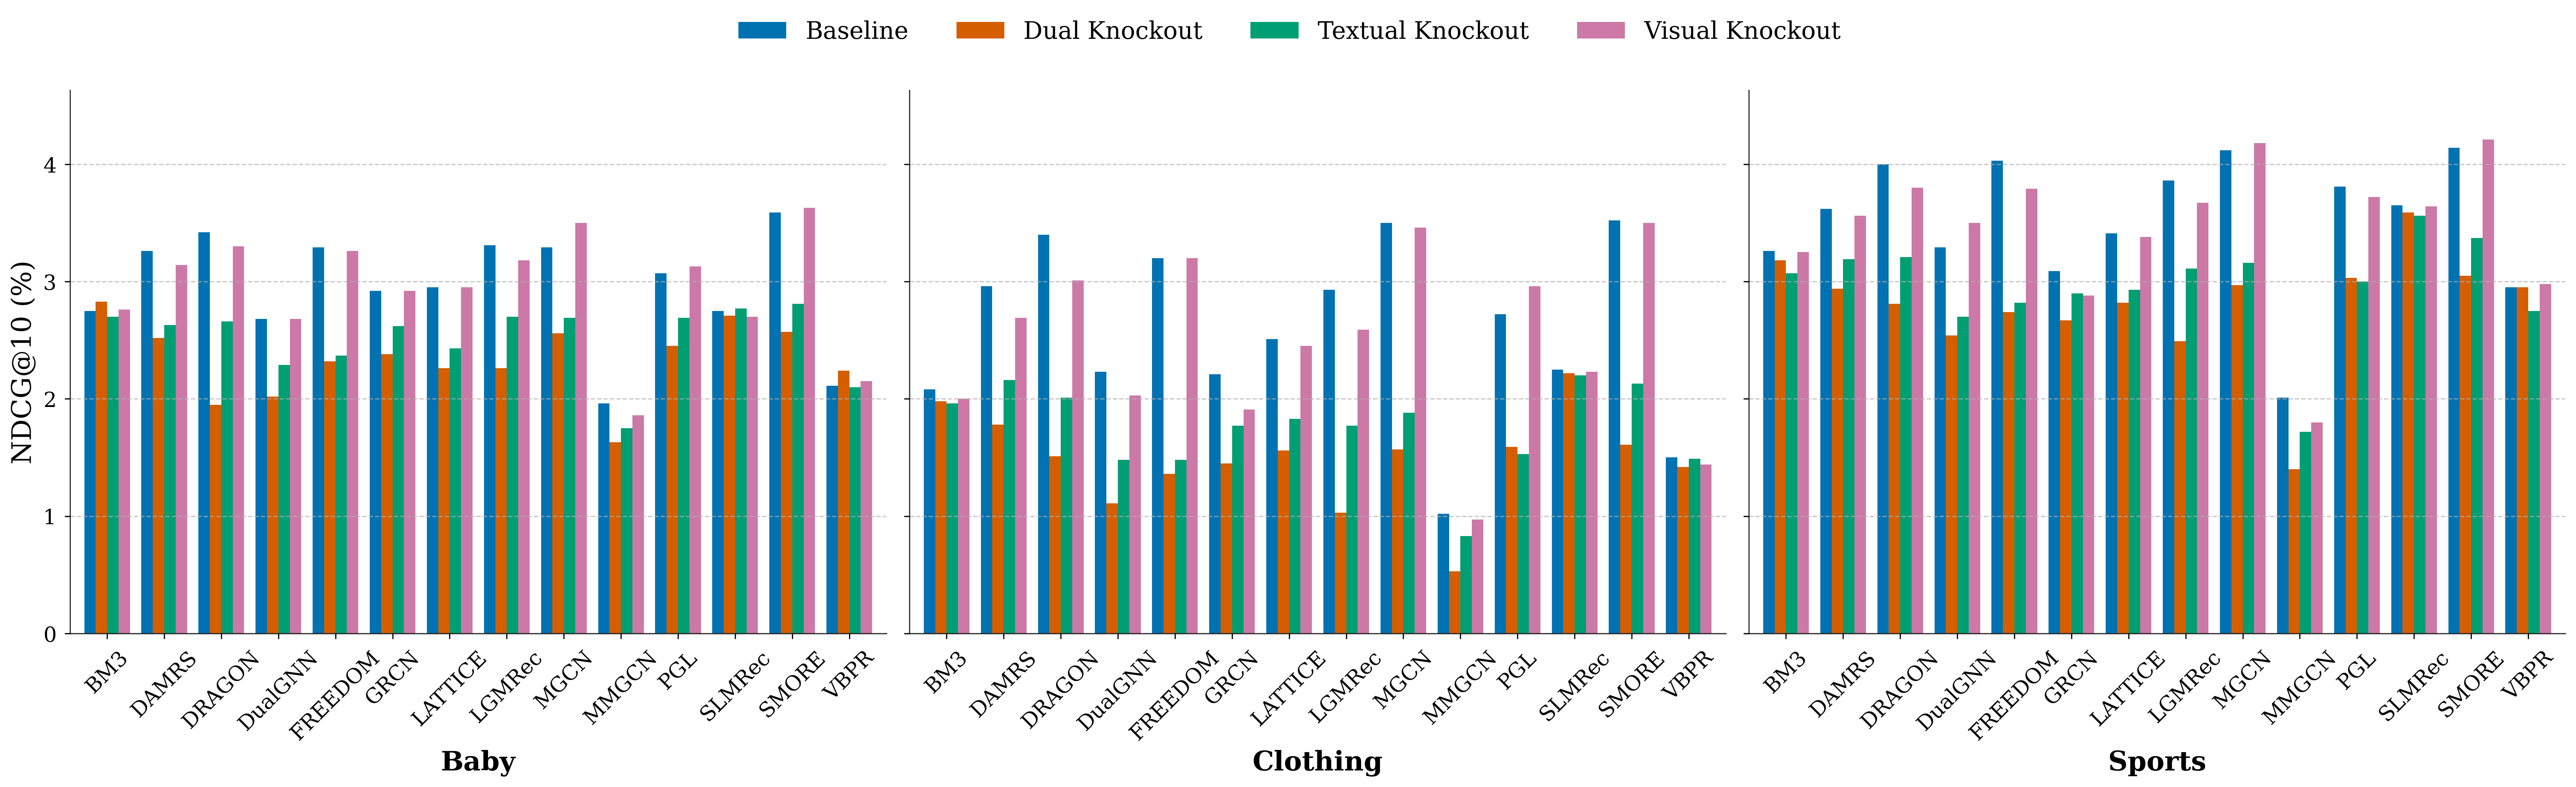 Baseline Dual Knockout Textual Knockout Visual Knockout
NDCG@10 (%)
4
3
2
1
0
BM3 DAMRS DRAGON DualGNN FREEDOM GRCN LATTICE LGMRec MGCN MMGCN PGL SLMRec SMORE VBPR
Baby
BM3 DAMRS DRAGON DualGNN FREEDOM GRCN LATTICE LGMRec MGCN MMGCN PGL SLMRec SMORE VBPR
Clothing
BM3 DAMRS DRAGON DualGNN FREEDOM GRCN LATTICE LGMRec MGCN MMGCN PGL SLMRec SMORE VBPR
Sports